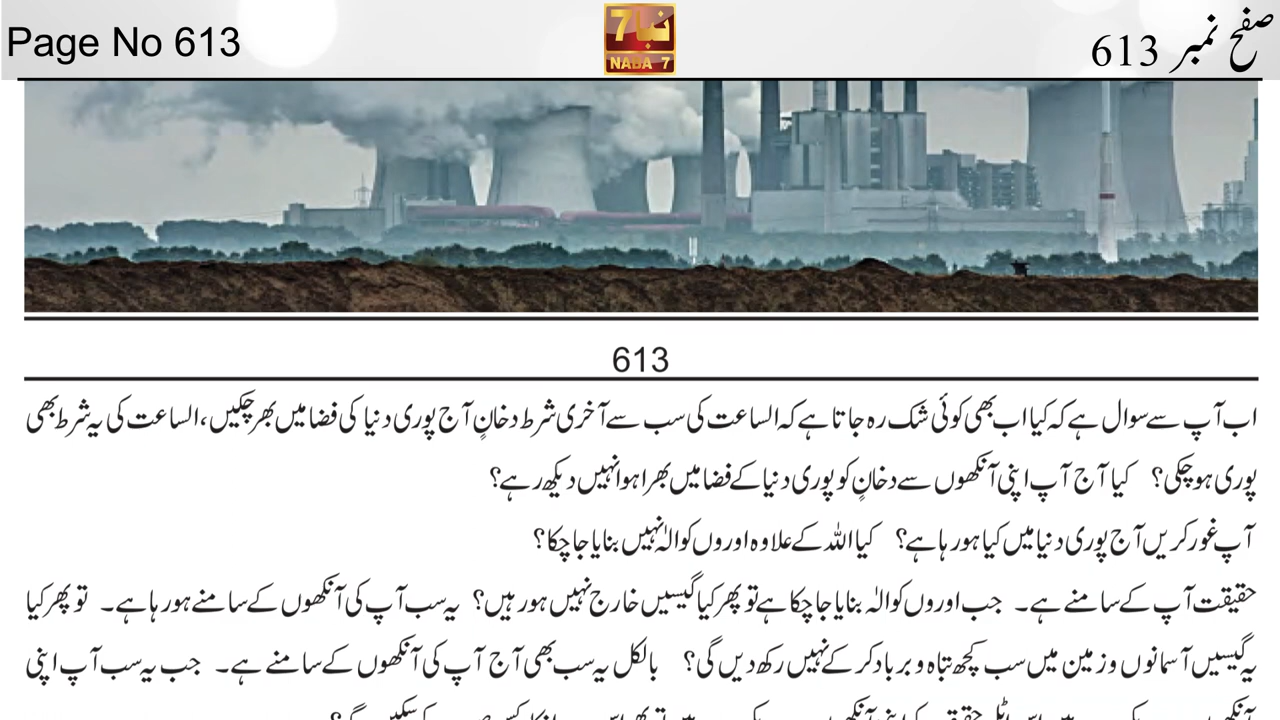 Page No 613
7 نبا
NABA 7
صفحہ نمبر 613
613
اب آپ سے سوال ہے کہ کیا اب بھی کوئی شک رہ جاتا ہے کہ الساعت کی سب سے آخری شرط دخانٍ آج پوری دنیا کی فضا میں بھر چکیں، الساعت کی یہ شرط بھی
پوری ہو چکی؟ کیا آج آپ اپنی آنکھوں سے دخانٍ کو پوری دنیا کے فضا میں بھرا ہوا نہیں دیکھ رہے؟
آپ غور کریں آج پوری دنیا میں کیا ہو رہا ہے؟ کیا اللہ کے علاوہ اوروں کو الٰہ نہیں بنایا جا چکا؟
حقیقت آپ کے سامنے ہے۔ جب اوروں کو الٰہ بنایا جا چکا ہے تو پھر کیا گیسیں خارج نہیں ہور ہیں؟ یہ سب آپ کی آنکھوں کے سامنے ہو رہا ہے۔ تو پھر کیا
یہ گیسیں آسمانوں و زمین میں سب کچھ تباہ و برباد کر کے نہیں رکھ دیں گی؟ بالکل یہ سب بھی آج آپ کی آنکھوں کے سامنے ہے۔ جب یہ سب آپ اپنی